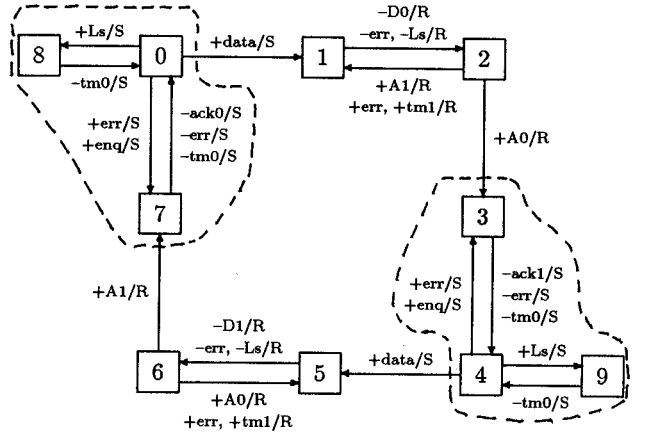 −D0/R
−err, −Ls/R
+Ls/S
8
0
+data/S
1
2
−tm0/S
+A1/R
+err, +tm1/R
+err/S
+enq/S
−ack0/S
−err/S
−tm0/S
+A0/R
7
3
+A1/R
+err/S
+enq/S
−ack1/S
−err/S
−tm0/S
−D1/R
−err, −Ls/R
+data/S
+Ls/S
6
5
4
9
+A0/R
+err, +tm1/R
−tm0/S